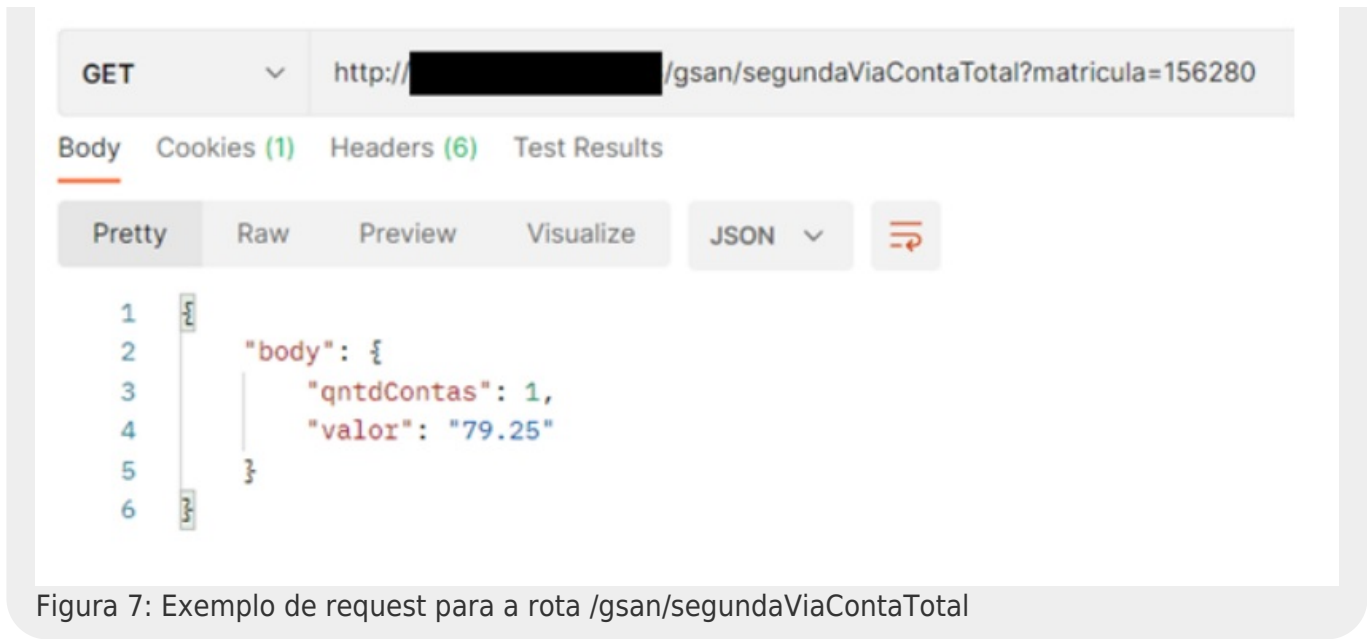 GET http:// /gsan/segundaViaContaTotal?matricula=156280
Body Cookies (1) Headers (6) Test Results
Pretty Raw Preview Visualize JSON
1 {
2 "body": {
3 "qntdContas": 1,
4 "valor": "79.25"
5 }
6 }
Figura 7: Exemplo de request para a rota /gsan/segundaViaContaTotal